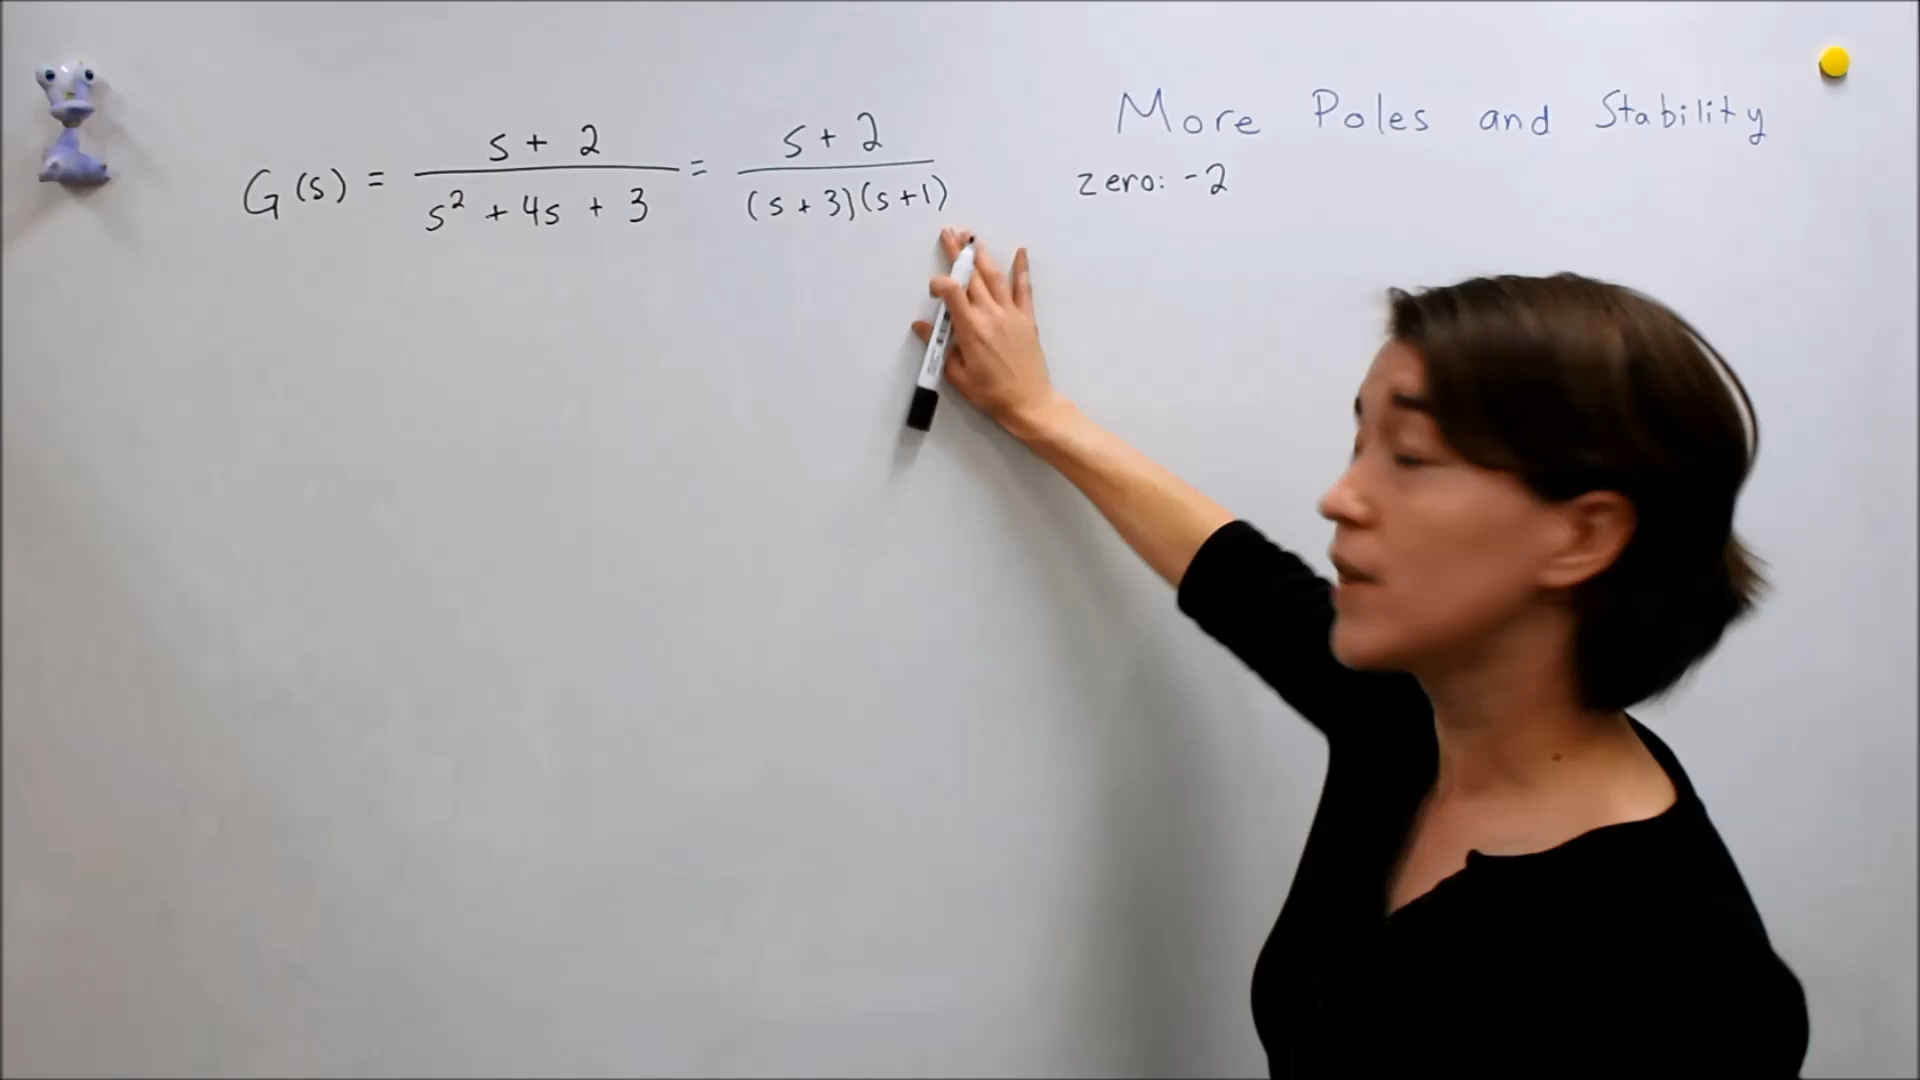 More Poles and Stability
G(s) = (s + 2)/(s² + 4s + 3) = (s + 2)/((s + 3)(s + 1))
zero: -2